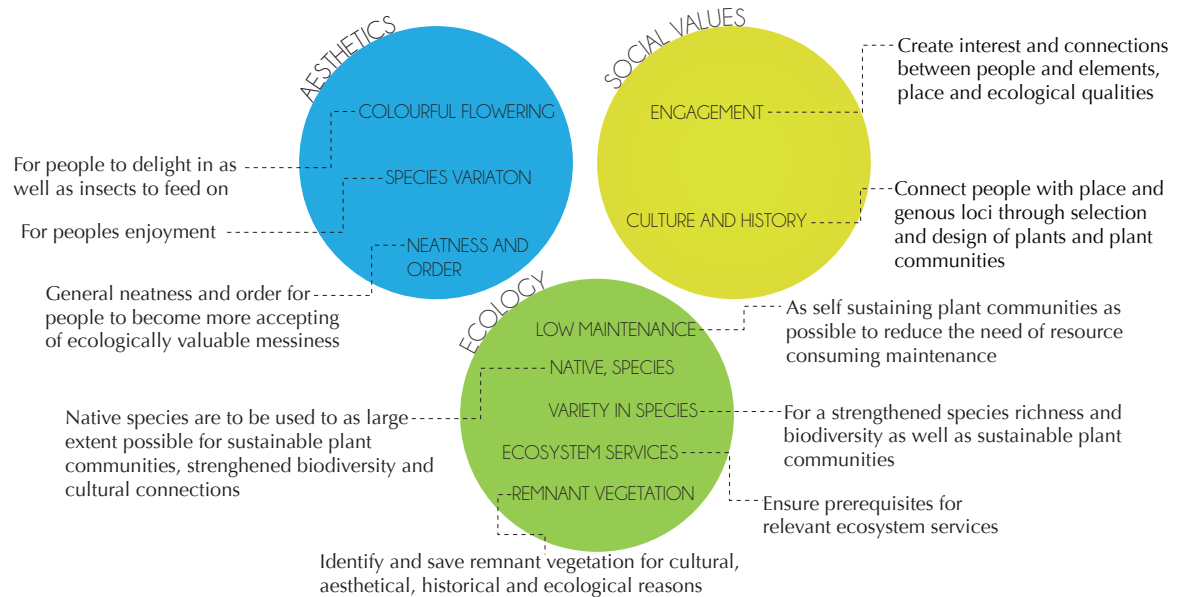 AESTHETICS
COLOURFUL FLOWERING
For people to delight in as
well as insects to feed on
SPECIES VARIATON
For peoples enjoyment
NEATNESS AND
ORDER
General neatness and order for
people to become more accepting
of ecologically valuable messiness
SOCIAL VALUES
ENGAGEMENT
Create interest and connections
between people and elements,
place and ecological qualities
CULTURE AND HISTORY
Connect people with place and
genous loci through selection
and design of plants and plant
communities
ECOLOGY
LOW MAINTENANCE
As self sustaining plant communities as
possible to reduce the need of resource
consuming maintenance
NATIVE, SPECIES
Native species are to be used to as large
extent possible for sustainable plant
communities, strenghened biodiversity and
cultural connections
VARIETY IN SPECIES
For a strengthened species richness and
biodiversity as well as sustainable plant
communities
ECOSYSTEM SERVICES
Ensure prerequisites for
relevant ecosystem services
REMNANT VEGETATION
Identify and save remnant vegetation for cultural,
aesthetical, historical and ecological reasons